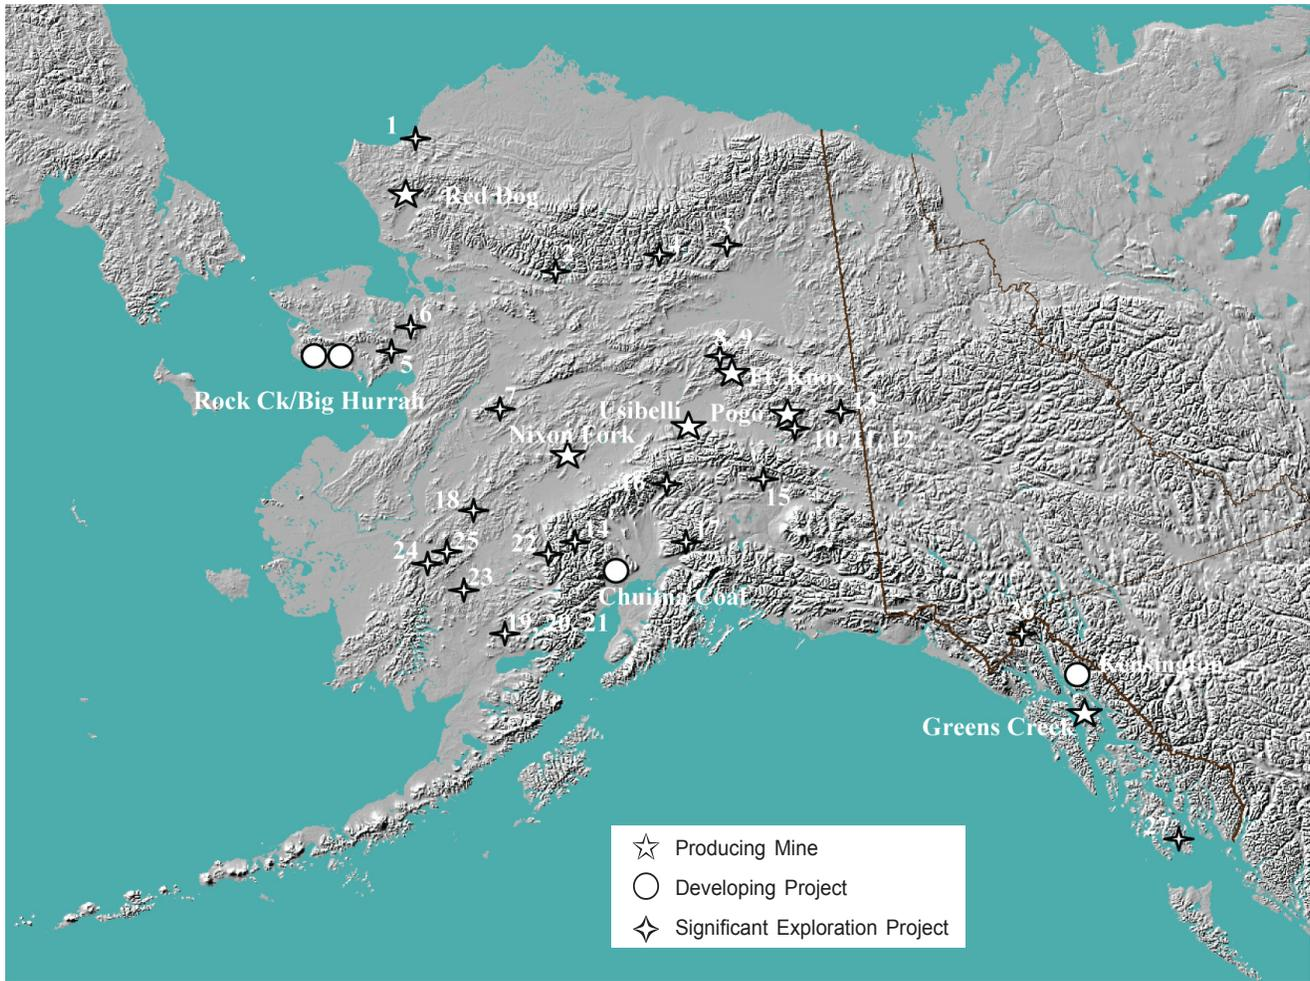 1
Red Dog
3
4
2
6
5
Rock Ck/Big Hurrah
8, 9
Ft. Knox
7
Usibelli
Pogo
13
10, 11, 12
Nixon Fork
16
15
18
14
22
25
24
23
Chuitna Coal
19, 20, 21
26
Kensington
Greens Creek
27
Producing Mine
Developing Project
Significant Exploration Project